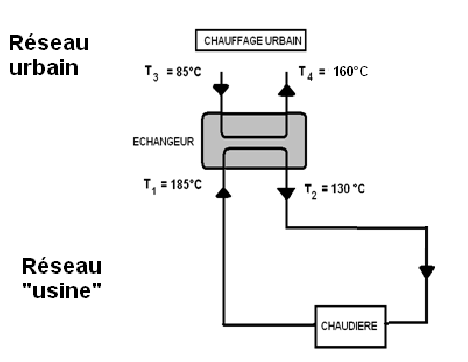 Réseau
urbain
CHAUFFAGE URBAIN
T3 = 85°C
T4 = 160°C
ECHANGEUR
T1 = 185°C
T2 = 130 °C
Réseau
"usine"
CHAUDIERE